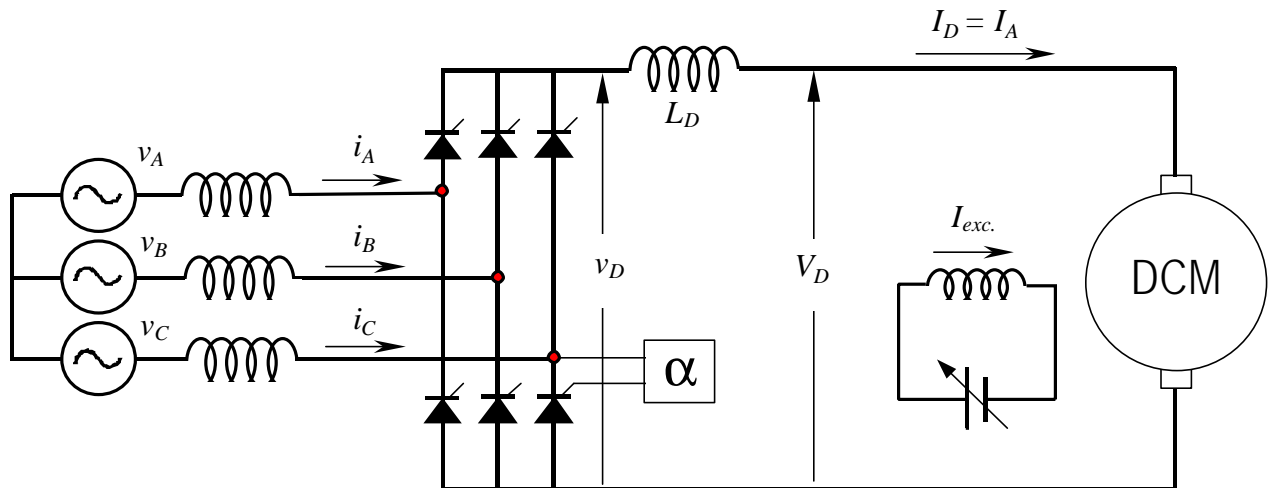 I_D = I_A
L_D
v_A
i_A
v_B
i_B
v_C
i_C
v_D
V_D
I_exc.
DCM
α